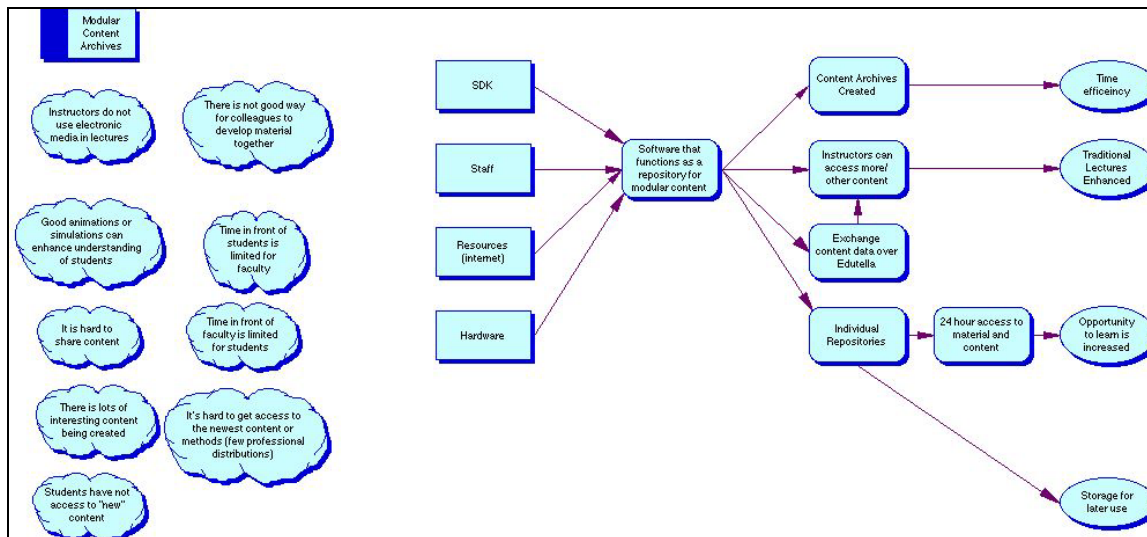 Modular
Content
Archives
Instructors do not
use electronic
media in lectures
There is not good way
for colleagues to
develop material
together
Good animations or
simulations can
enhance understanding
of students
Time in front of
students is
limited for
faculty
It is hard to
share content
Time in front of
faculty is limited
for students
There is lots of
interesting content
being created
It's hard to get access to
the newest content or
methods (few professional
distributions)
Students have not
access to "new"
content
SDK
Staff
Resources
(internet)
Hardware
Software that
functions as a
repository for
modular content
Content Archives
Created
Instructors can
access more/
other content
Exchange
content data over
Edutella
Individual
Repositories
24 hour access to
material and
content
Time
efficeincy
Traditional
Lectures
Enhanced
Opportunity
to learn is
increased
Storage for
later use